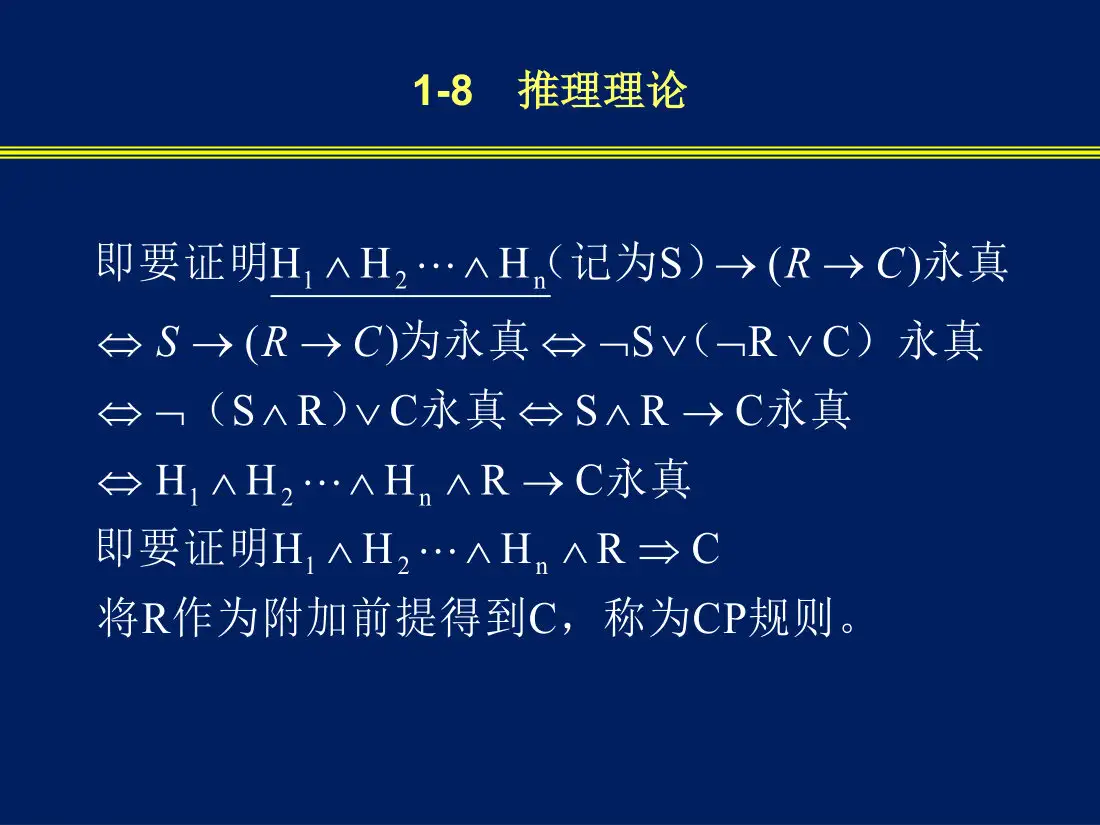 1-8 推理理论
即要证明H₁∧H₂⋯∧Hₙ（记为S）→(R→C)永真
⇔ S→(R→C)为永真⇔¬S∨（¬R∨C）永真
⇔¬（S∧R）∨C永真⇔S∧R→C永真
⇔H₁∧H₂⋯∧Hₙ∧R→C永真
即要证明H₁∧H₂⋯∧Hₙ∧R⇒C
将R作为附加前提得到C，称为CP规则。